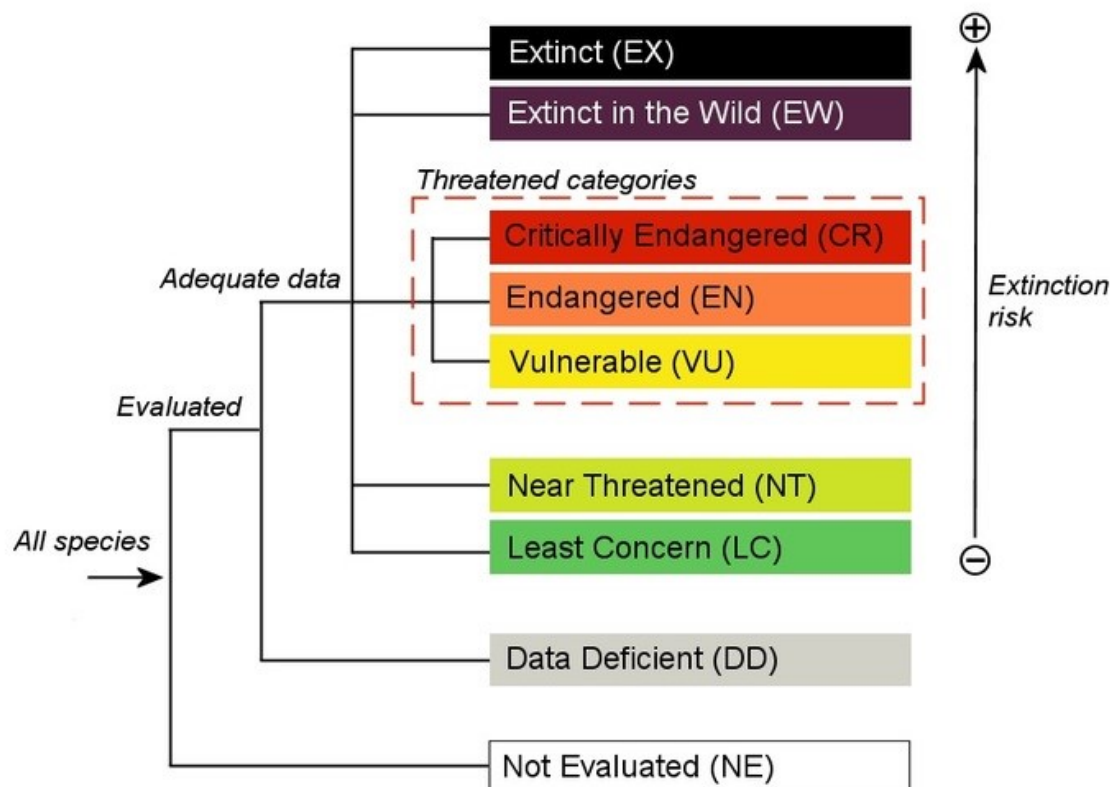 Extinct (EX)
Extinct in the Wild (EW)
Threatened categories
Critically Endangered (CR)
Adequate data
Endangered (EN)
Extinction
risk
Vulnerable (VU)
Evaluated
Near Threatened (NT)
All species
Least Concern (LC)
Data Deficient (DD)
Not Evaluated (NE)